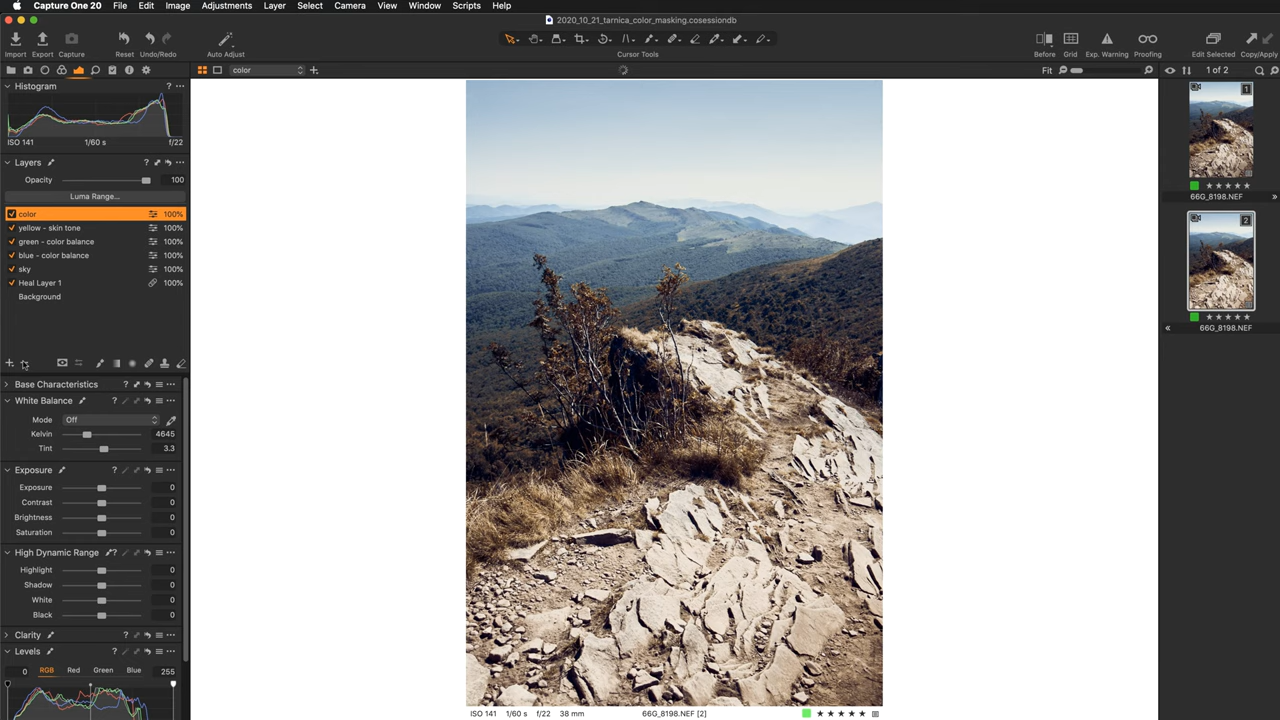 Capture One 20 File Edit Image Adjustments Layer Select Camera View Window Scripts Help
2020_10_21_tarnica_color_masking.cosessiondb
Import Export Capture Reset Undo/Redo Auto Adjust Cursor Tools Before Grid Exp. Warning Proofing Edit Selected Copy/Apply
color Fit 1 of 2
Histogram ?
ISO 141 1/60 s f/22
Layers ?
Opacity 100
Luma Range...
color 100%
yellow - skin tone 100%
green - color balance 100%
blue - color balance 100%
sky 100%
Heal Layer 1 100%
Background
Base Characteristics ?
White Balance ?
Mode Off
Kelvin 4645
Tint 3.3
Exposure ?
Exposure 0
Contrast 0
Brightness 0
Saturation 0
High Dynamic Range ?
Highlight 0
Shadow 0
White 0
Black 0
Clarity ?
Levels ?
0 RGB Red Green Blue 255
ISO 141 1/60 s f/22 38 mm 66G_8198.NEF [2]
1
66G_8198.NEF
2
66G_8198.NEF